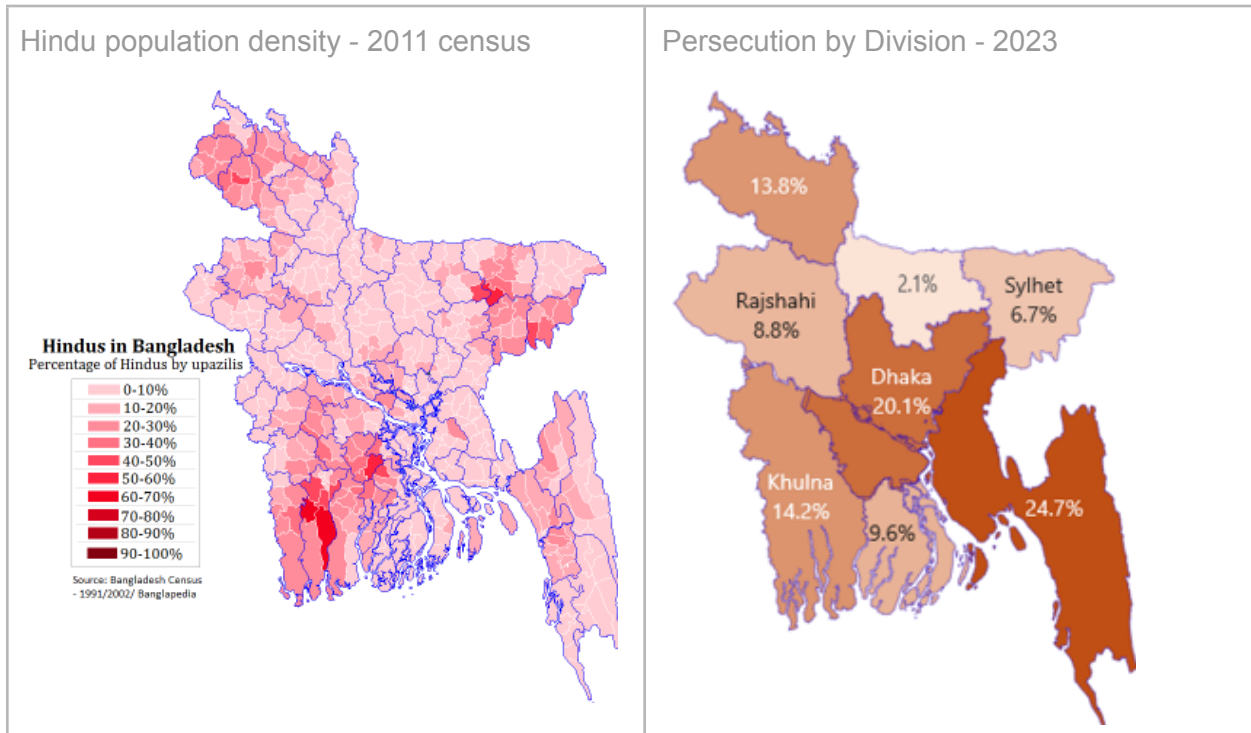 Hindu population density - 2011 census
Hindus in Bangladesh
Percentage of Hindus by upazilis
0-10%
10-20%
20-30%
30-40%
40-50%
50-60%
60-70%
70-80%
80-90%
90-100%
Source: Bangladesh Census
- 1991/2002/ Banglapedia
Persecution by Division - 2023
13.8%
2.1%
Sylhet
6.7%
Rajshahi
8.8%
Dhaka
20.1%
Khulna
14.2%
9.6%
24.7%